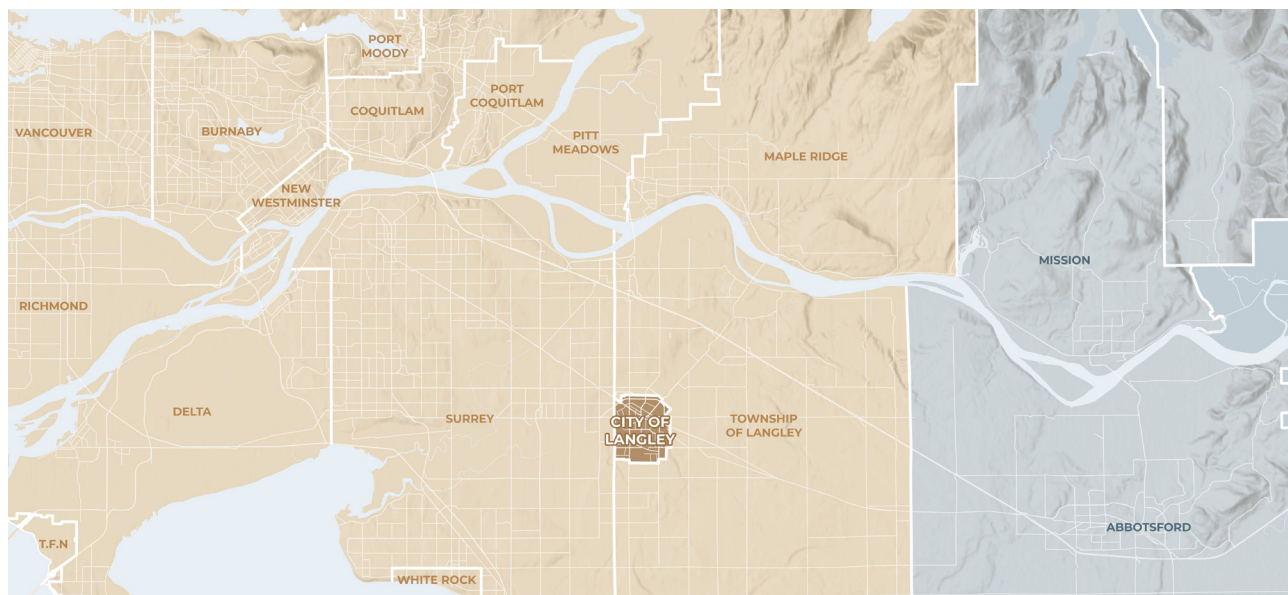 PORT
MOODY
PORT
COQUITLAM
COQUITLAM
VANCOUVER
BURNABY
PITT
MEADOWS
MAPLE RIDGE
NEW
WESTMINSTER
MISSION
RICHMOND
DELTA
SURREY
CITY OF
LANGLEY
TOWNSHIP
OF LANGLEY
ABBOTSFORD
T.F.N
WHITE ROCK